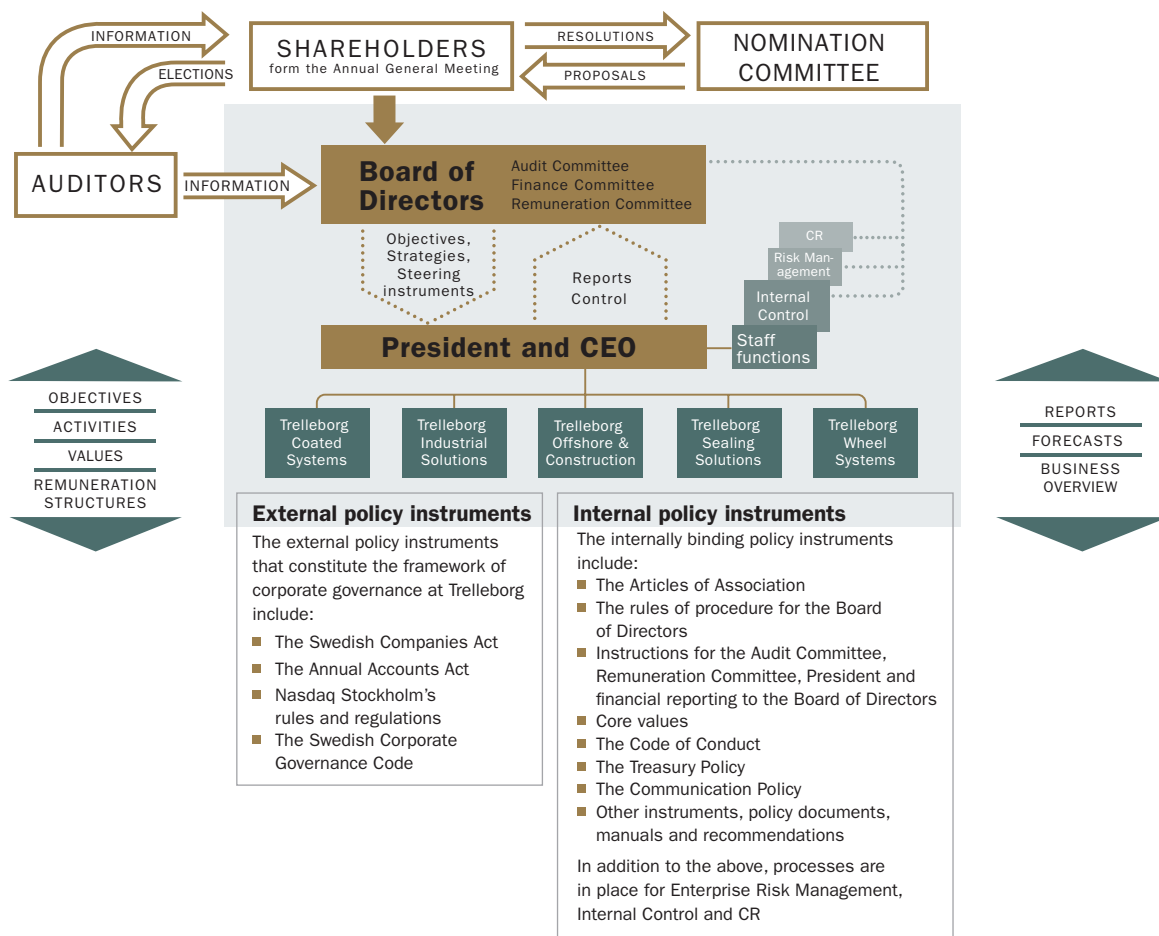 INFORMATION
SHAREHOLDERS
form the Annual General Meeting
RESOLUTIONS
NOMINATION
COMMITTEE
ELECTIONS
PROPOSALS
AUDITORS
INFORMATION
Board of
Directors
Audit Committee
Finance Committee
Remuneration Committee
Objectives,
Strategies,
Steering
instruments
Reports
Control
CR
Risk Man-
agement
Internal
Control
Staff
functions
President and CEO
OBJECTIVES
ACTIVITIES
VALUES
REMUNERATION
STRUCTURES
Trelleborg
Coated
Systems
Trelleborg
Industrial
Solutions
Trelleborg
Offshore &
Construction
Trelleborg
Sealing
Solutions
Trelleborg
Wheel
Systems
REPORTS
FORECASTS
BUSINESS
OVERVIEW
External policy instruments
The external policy instruments
that constitute the framework of
corporate governance at Trelleborg
include:
The Swedish Companies Act
The Annual Accounts Act
Nasdaq Stockholm's
rules and regulations
The Swedish Corporate
Governance Code
Internal policy instruments
The internally binding policy instruments
include:
The Articles of Association
The rules of procedure for the Board
of Directors
Instructions for the Audit Committee,
Remuneration Committee, President and
financial reporting to the Board of Directors
Core values
The Code of Conduct
The Treasury Policy
The Communication Policy
Other instruments, policy documents,
manuals and recommendations
In addition to the above, processes are
in place for Enterprise Risk Management,
Internal Control and CR